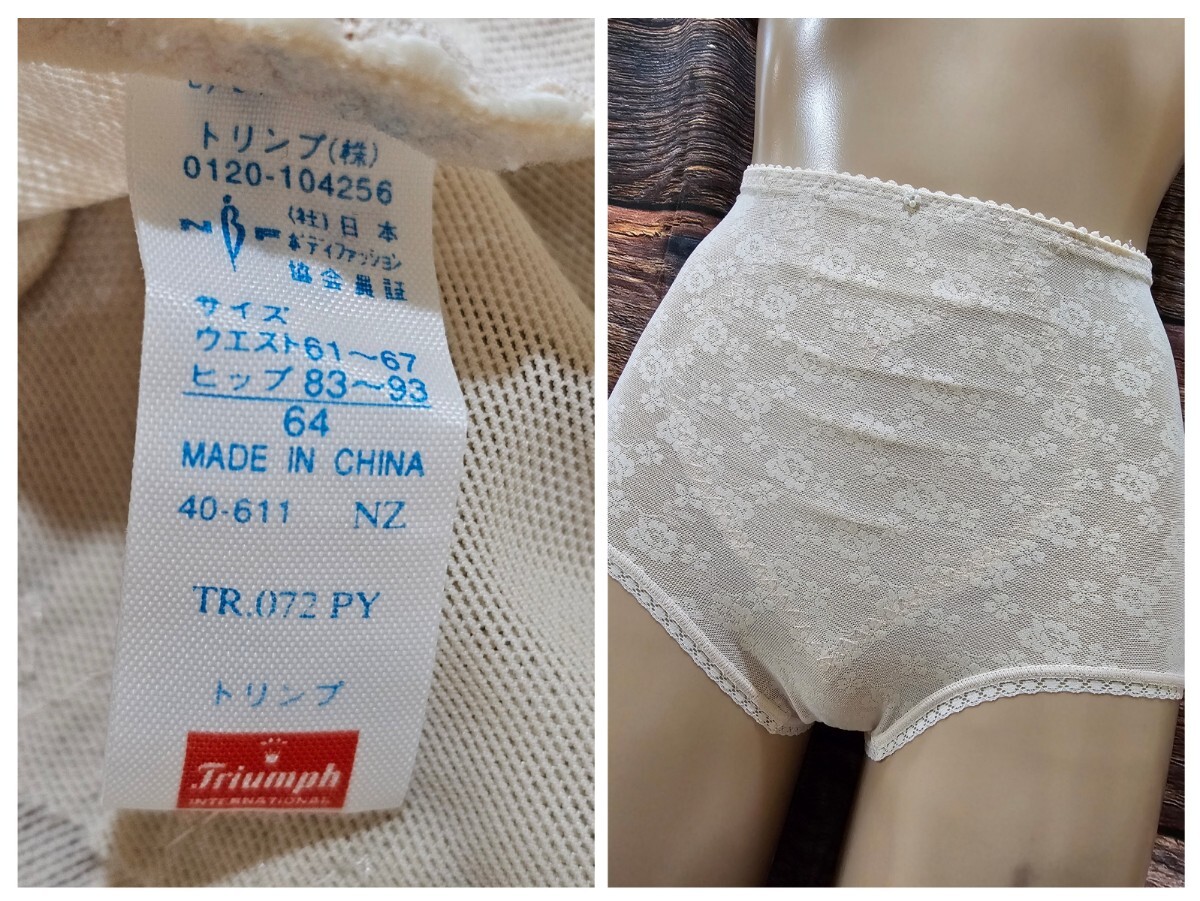 トリンプ(株)
0120-104256
NBF (社)日本
ボディファッション
協会員証
サイズ
ウエスト61〜67
ヒップ 83〜93
64
MADE IN CHINA
40-611 NZ
TR.072 PY
トリンプ
Triumph
INTERNATIONAL